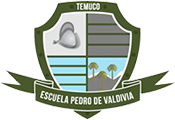 TEMUCO
ESCUELA PEDRO DE VALDIVIA